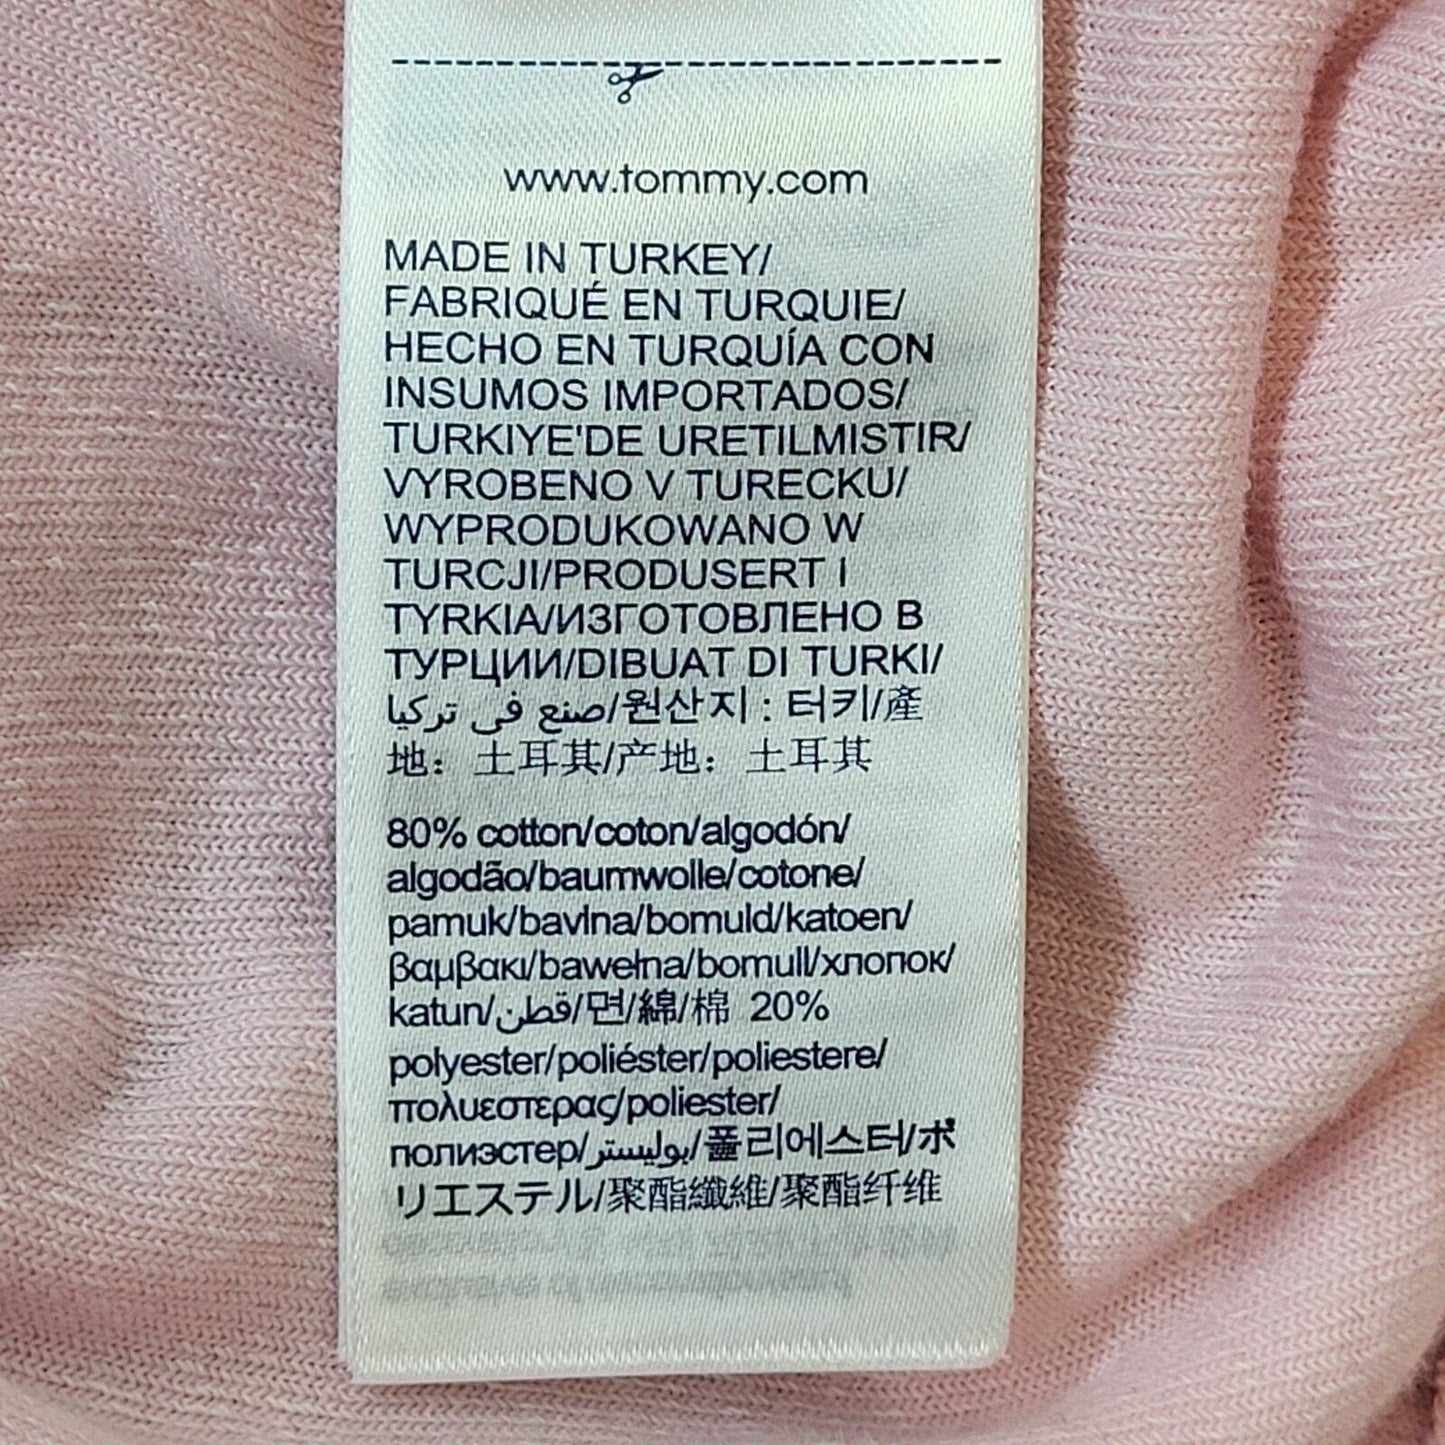 www.tommy.com
MADE IN TURKEY/
FABRIQUÉ EN TURQUIE/
HECHO EN TURQUÍA CON
INSUMOS IMPORTADOS/
TURKIYE'DE URETILMISTIR/
VYROBENO V TURECKU/
WYPRODUKOWANO W
TURCJI/PRODUSERT I
TYRKIA/ИЗГОТОВЛЕНО В
ТУРЦИИ/DIBUAT DI TURKI/
صنع في تركيا/원산지 : 터키/產
地：土耳其/产地：土耳其
80% cotton/coton/algodón/
algodão/baumwolle/cotone/
pamuk/bavlna/bomuld/katoen/
βαμβακι/bawełna/bomull/хлопок/
katun/قطن/면/綿/棉 20%
polyester/poliéster/poliestere/
πολυεστερας/poliester/
полиэстер/بوليستر/폴리에스터/ポ
リエステル/聚酯纖維/聚酯纤维